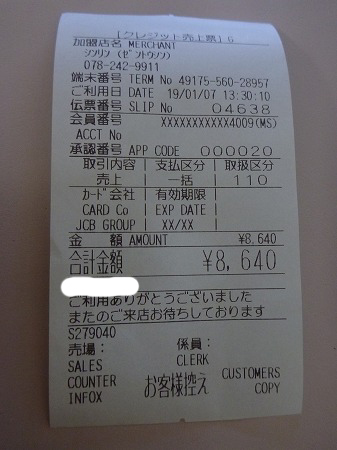 [クレジット売上票] G
加盟店名 MERCHANT
シンリン(ゼントウシン)
078-242-9911
端末番号 TERM No 49175-560-28957
ご利用日 DATE 19/01/07 13:30:10
伝票番号 SLIP No 04638
会員番号 XXXXXXXXXXXX4009(MS)
ACCT No
承認番号 APP CODE 000020
取引内容 支払区分 取扱区分
売上 一括 110
カード会社 有効期限
CARD Co EXP DATE
JCB GROUP XX/XX
金 額 AMOUNT ¥8,640
合計金額 ¥8,640
ご利用ありがとうございました
またのご来店お待ちしております
S279040
売場: 係員:
SALES CLERK
COUNTER お客様控え CUSTOMERS
INFOX COPY